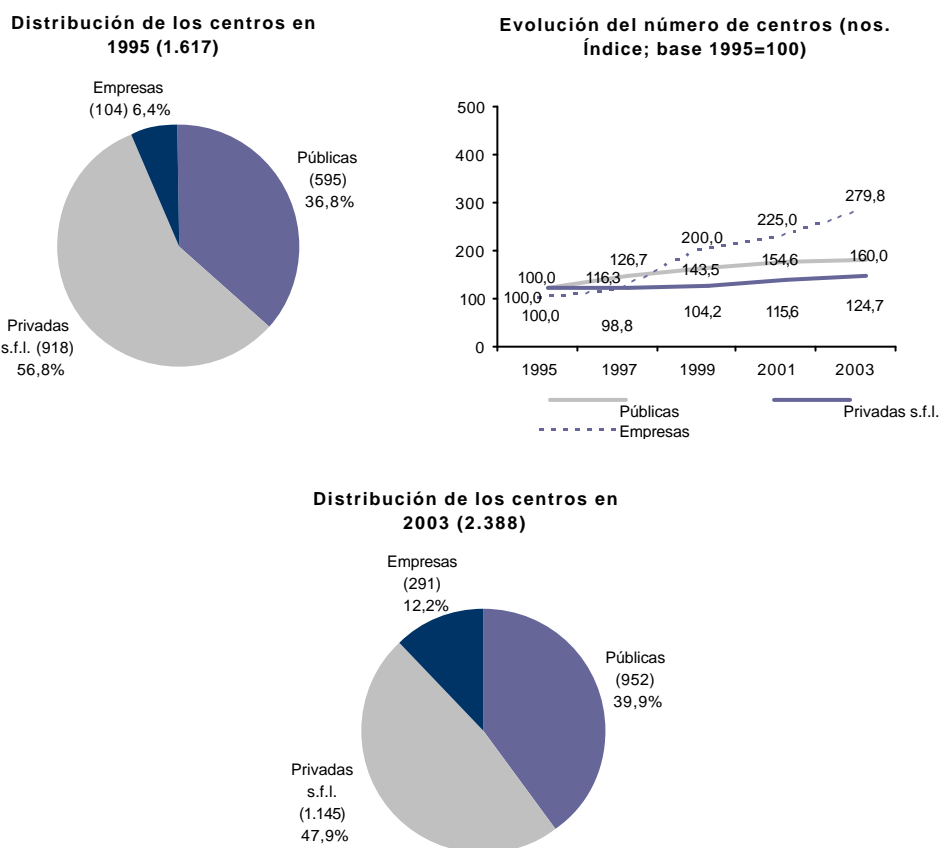 Distribución de los centros en
1995 (1.617)
Empresas
(104) 6,4%
Públicas
(595)
36,8%
Privadas
s.f.l. (918)
56,8%
Evolución del número de centros (nos.
Índice; base 1995=100)
500
400
300
200
100
0
279,8
225,0
200,0
126,7
160,0
154,6
143,5
116,3
100,0
100,0
100,0
98,8
104,2
115,6
124,7
1995
1997
1999
2001
2003
Públicas
Privadas s.f.l.
Empresas
Distribución de los centros en
2003 (2.388)
Empresas
(291)
12,2%
Públicas
(952)
39,9%
Privadas
s.f.l.
(1.145)
47,9%